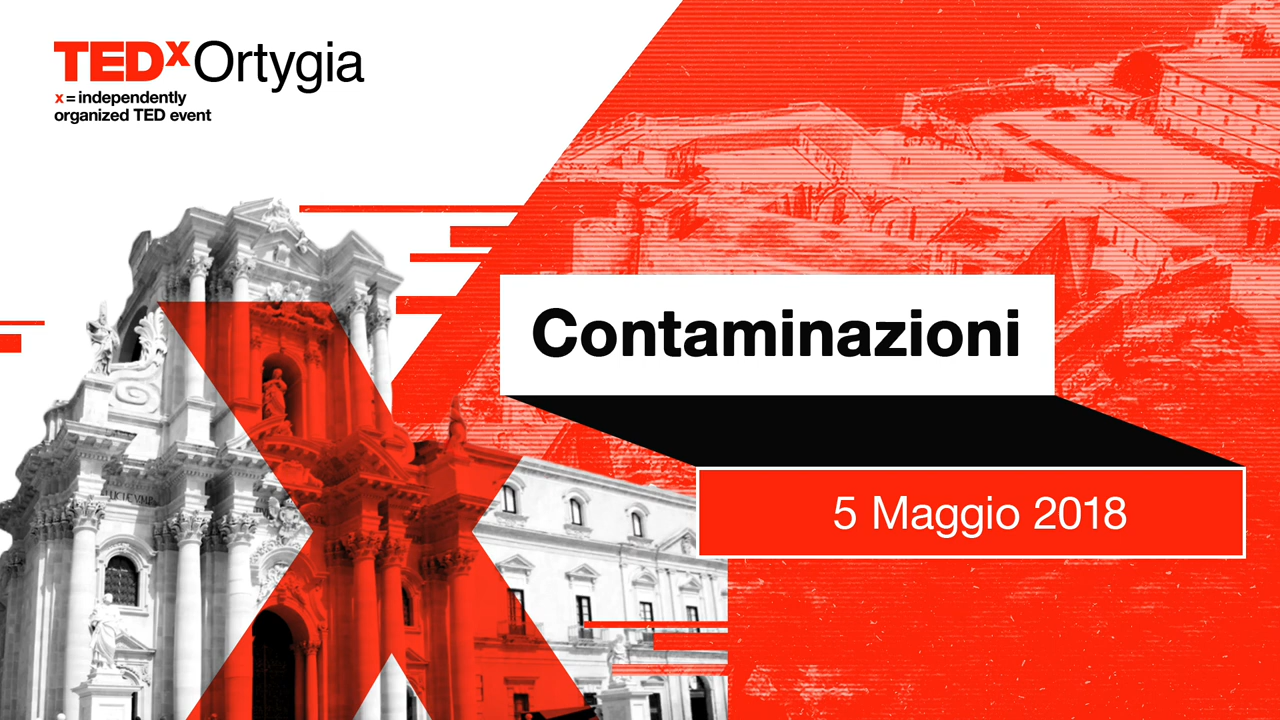 TEDxOrtygia
x = independently
organized TED event
Contaminazioni
5 Maggio 2018